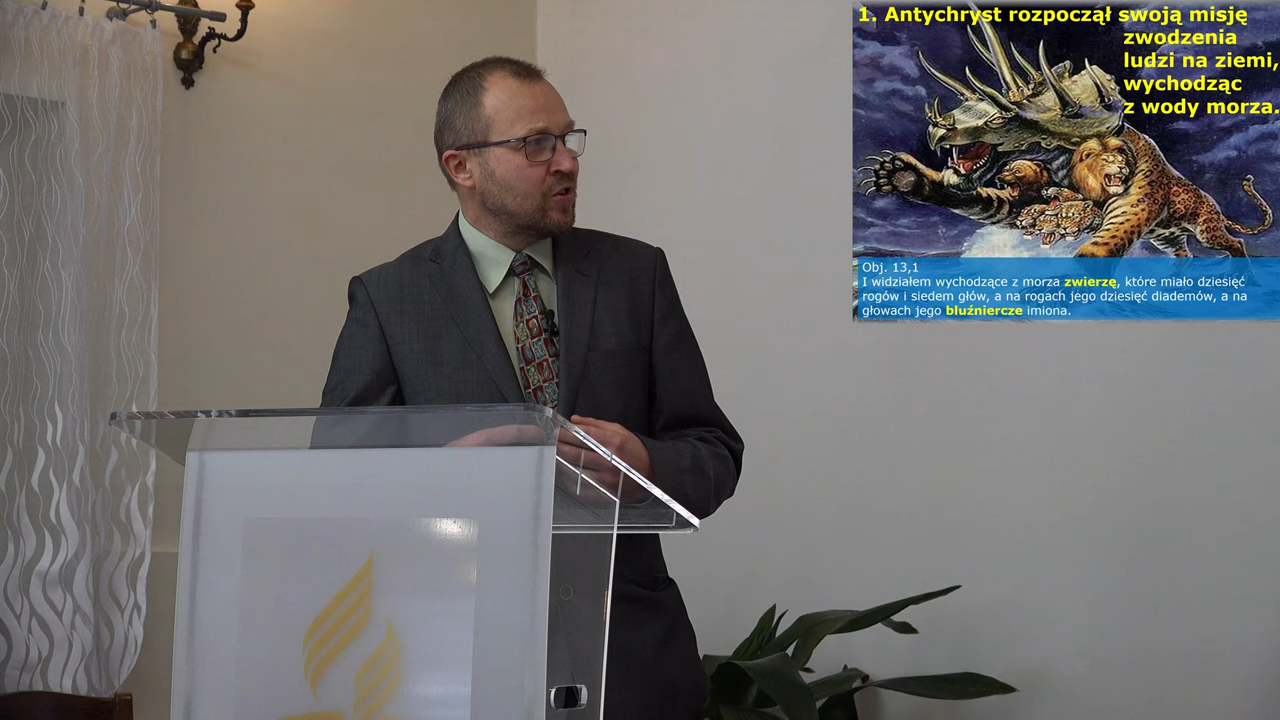 1. Antychryst rozpoczął swoją misję
zwodzenia
ludzi na ziemi,
wychodząc
z wody morza.
Obj. 13,1
I widziałem wychodzące z morza zwierzę, które miało dziesięć
rogów i siedem głów, a na rogach jego dziesięć diademów, a na
głowach jego bluźniercze imiona.